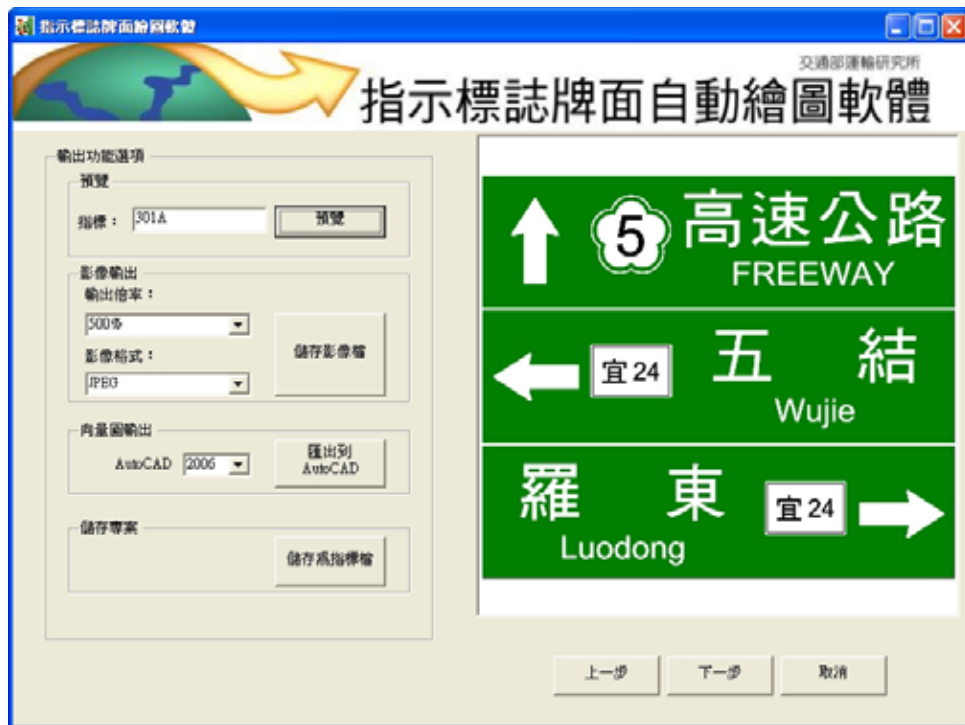 指示標誌牌面繪圖軟體
交通部運輸研究所
指示標誌牌面自動繪圖軟體
輸出功能選項
預覽
指標： 301A 預覽
影像輸出
輸出倍率：
500%
影像格式：
JPEG
儲存影像檔
向量圖輸出
AutoCAD 2006
匯出到
AutoCAD
儲存專案
儲存為指標檔
5 高速公路
FREEWAY
宜24 五 結
Wujie
羅 東 宜24
Luodong
上一步 下一步 取消